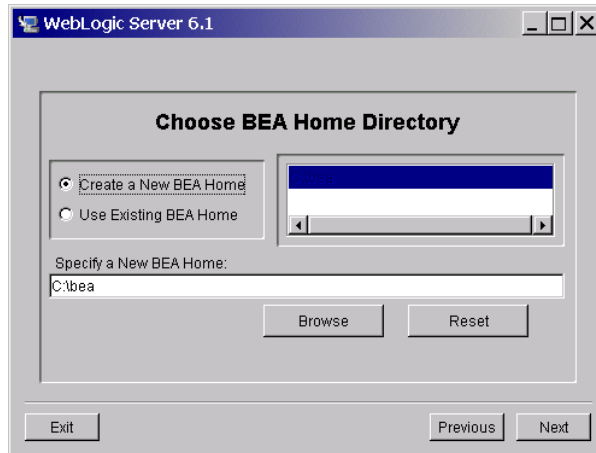 WebLogic Server 6.1
Choose BEA Home Directory
Create a New BEA Home
Use Existing BEA Home
Specify a New BEA Home:
C:\bea
Browse Reset
Exit Previous Next